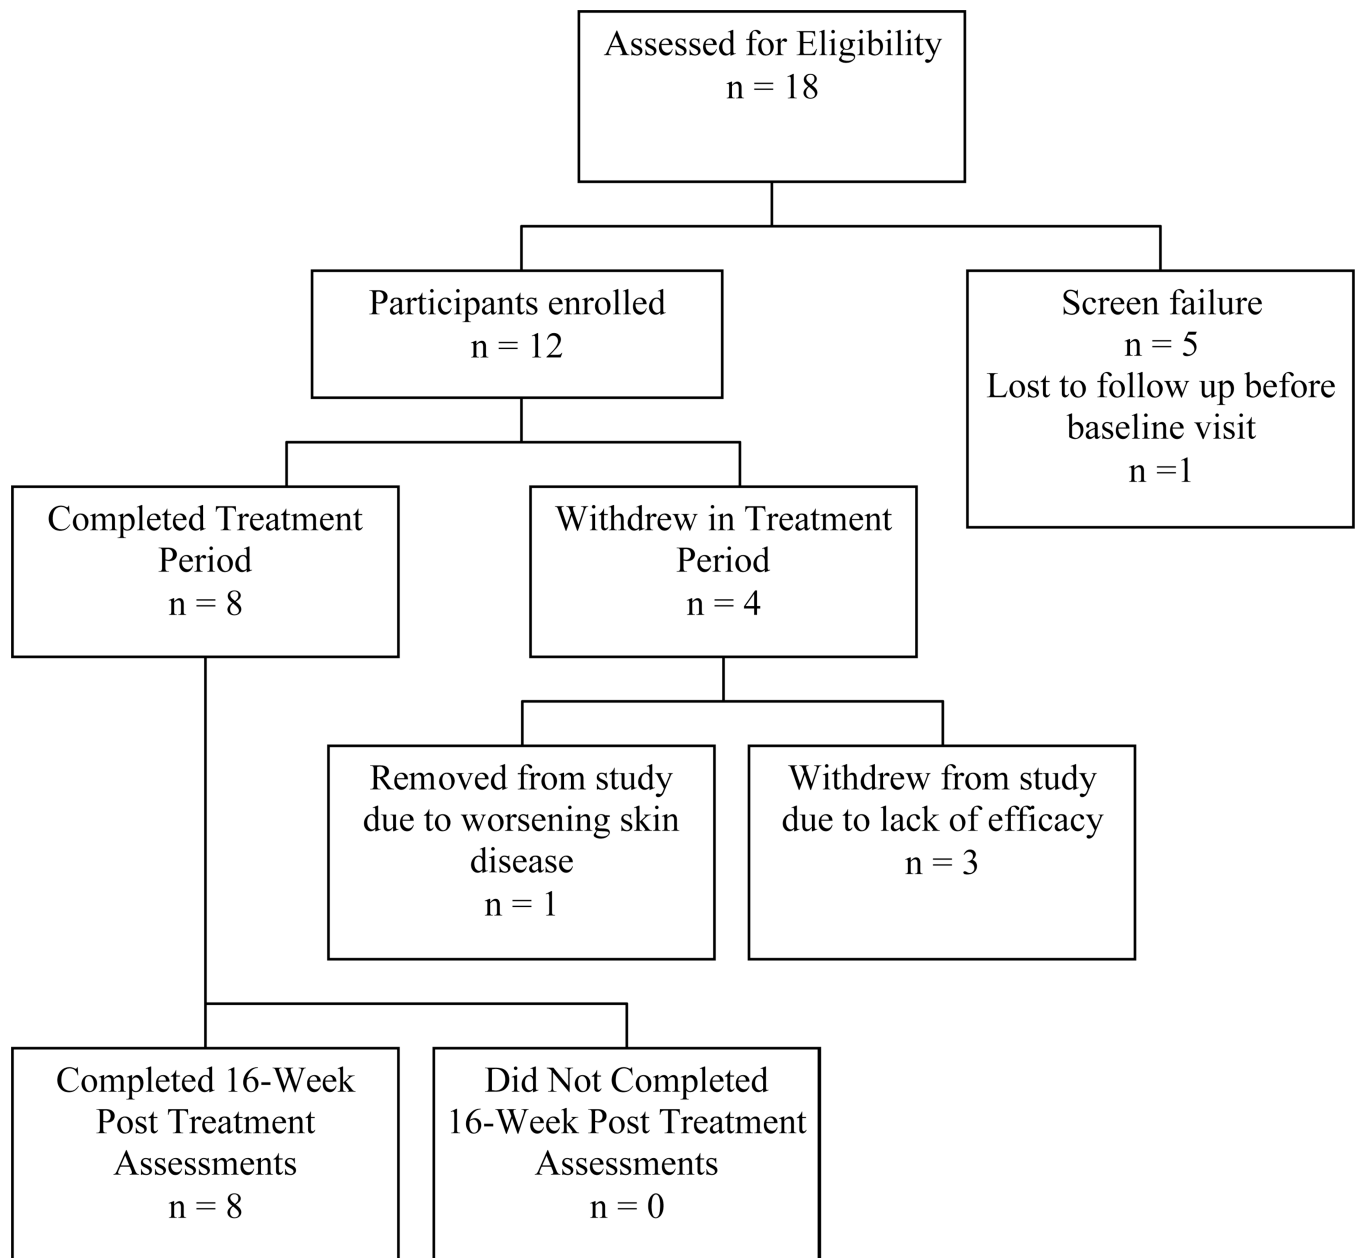 Assessed for Eligibility
n = 18
Participants enrolled
n = 12
Screen failure
n = 5
Lost to follow up before
baseline visit
n =1
Completed Treatment
Period
n = 8
Withdrew in Treatment
Period
n = 4
Removed from study
due to worsening skin
disease
n = 1
Withdrew from study
due to lack of efficacy
n = 3
Completed 16-Week
Post Treatment
Assessments
n = 8
Did Not Completed
16-Week Post Treatment
Assessments
n = 0